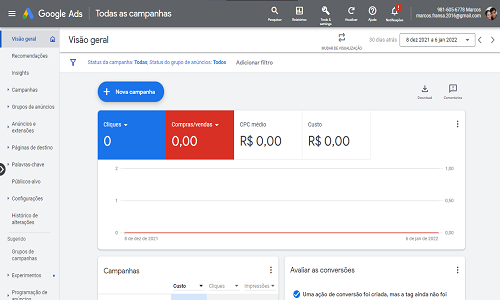 Google Ads
Todas as campanhas
Pesquisar
Relatórios
Tools & settings
Atualizar
Ajuda
Notificações
981-605-6778 Marcos
marcos.hansa.2016@gmail.com
Visão geral
Recomendações
Insights
Campanhas
Grupos de anúncios
Anúncios e
extensões
Páginas de destino
Palavras-chave
Públicos-alvo
Configurações
Histórico de
alterações
Sugerido
Grupos de
campanhas
Experimentos
Programação de
anúncios
Visão geral
MUDAR DE VISUALIZAÇÃO
30 dias atrás
8 dez 2021 a 6 jan 2022
Status da campanha: Todas; Status do grupo de anúncios: Todos
Adicionar filtro
Nova campanha
Download
Comentários
Cliques
0
Compras/vendas
0,00
CPC médio
R$ 0,00
Custo
R$ 0,00
2
1
0
1,00
0,50
0,00
8 de dez de 2021
6 de jan de 2022
Campanhas
Custo
Cliques
Impressões
Avaliar as conversões
Uma ação de conversão foi criada, mas a tag ainda não foi